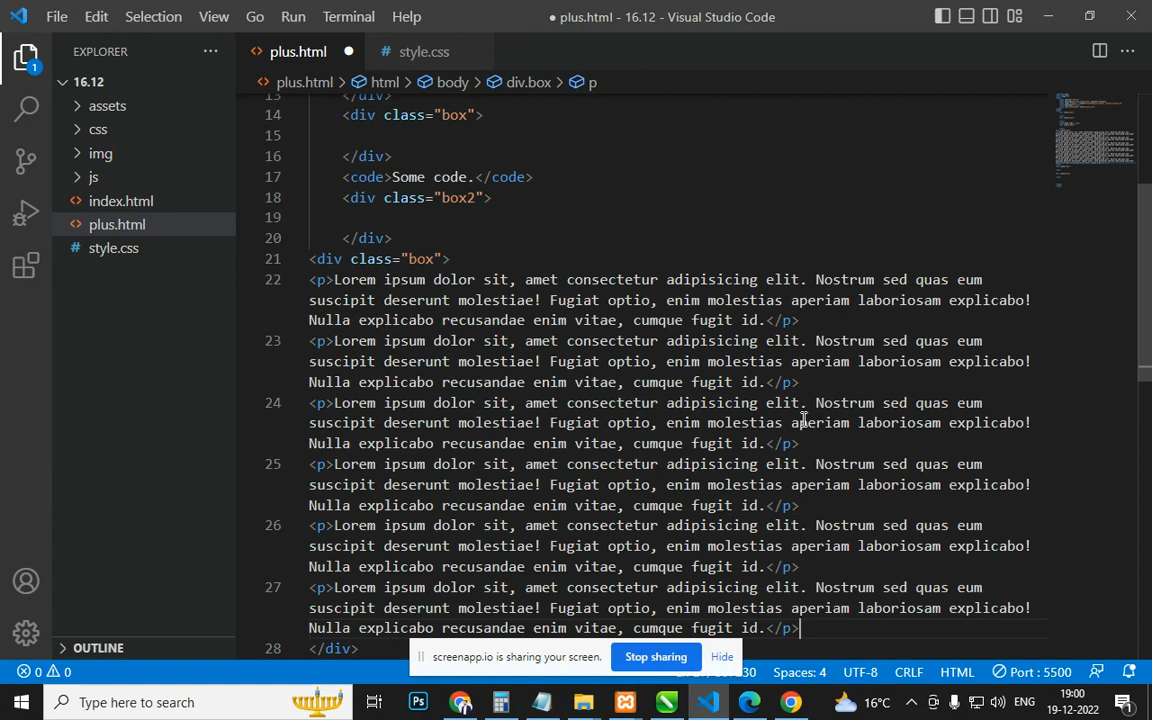 File Edit Selection View Go Run Terminal Help
● plus.html - 16.12 - Visual Studio Code
EXPLORER
plus.html
# style.css
1
16.12
plus.html > html > body > div.box > p
assets
css
img
js
<> index.html
<> plus.html
# style.css
13 </div>
14 <div class="box">
15
16 </div>
17 <code>Some code.</code>
18 <div class="box2">
19
20 </div>
21 <div class="box">
22 <p>Lorem ipsum dolor sit, amet consectetur adipisicing elit. Nostrum sed quas eum
suscipit deserunt molestiae! Fugiat optio, enim molestias aperiam laboriosam explicabo!
Nulla explicabo recusandae enim vitae, cumque fugit id.</p>
23 <p>Lorem ipsum dolor sit, amet consectetur adipisicing elit. Nostrum sed quas eum
suscipit deserunt molestiae! Fugiat optio, enim molestias aperiam laboriosam explicabo!
Nulla explicabo recusandae enim vitae, cumque fugit id.</p>
24 <p>Lorem ipsum dolor sit, amet consectetur adipisicing elit. Nostrum sed quas eum
suscipit deserunt molestiae! Fugiat optio, enim molestias aperiam laboriosam explicabo!
Nulla explicabo recusandae enim vitae, cumque fugit id.</p>
25 <p>Lorem ipsum dolor sit, amet consectetur adipisicing elit. Nostrum sed quas eum
suscipit deserunt molestiae! Fugiat optio, enim molestias aperiam laboriosam explicabo!
Nulla explicabo recusandae enim vitae, cumque fugit id.</p>
26 <p>Lorem ipsum dolor sit, amet consectetur adipisicing elit. Nostrum sed quas eum
suscipit deserunt molestiae! Fugiat optio, enim molestias aperiam laboriosam explicabo!
Nulla explicabo recusandae enim vitae, cumque fugit id.</p>
27 <p>Lorem ipsum dolor sit, amet consectetur adipisicing elit. Nostrum sed quas eum
suscipit deserunt molestiae! Fugiat optio, enim molestias aperiam laboriosam explicabo!
Nulla explicabo recusandae enim vitae, cumque fugit id.</p>
28 </div>
OUTLINE
screenapp.io is sharing your screen. Stop sharing Hide
0 0
Spaces: 4 UTF-8 CRLF HTML Port : 5500
Type here to search
Ps
16°C
ENG
19:00
19-12-2022
1